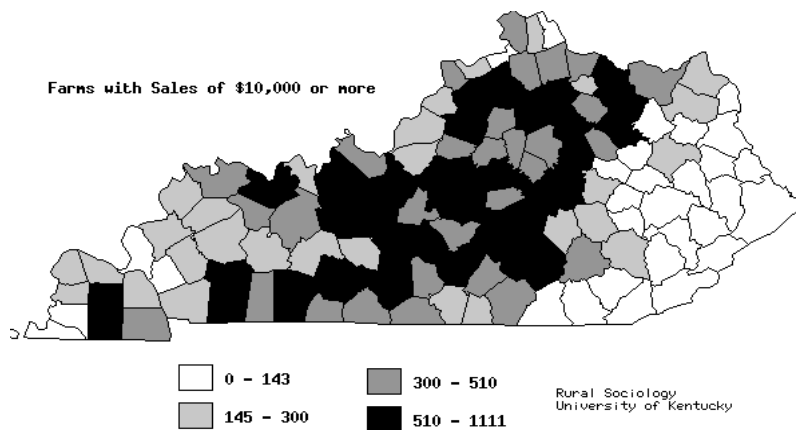 Farms with Sales of $10,000 or more
0 - 143
300 - 510
145 - 300
510 - 1111
Rural Sociology
University of Kentucky